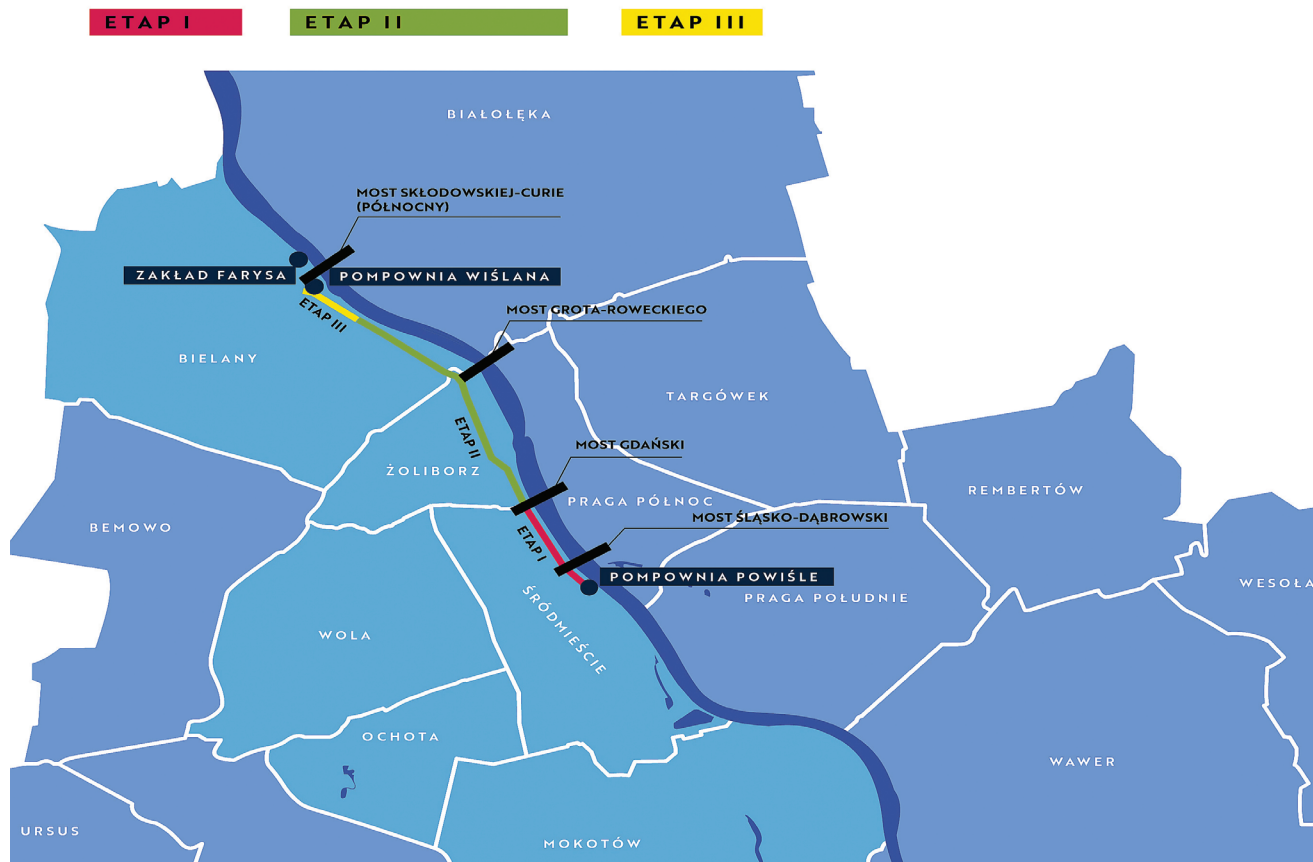 ETAP I
ETAP II
ETAP III
BIAŁOŁĘKA
MOST SKŁODOWSKIEJ-CURIE
(PÓŁNOCNY)
ZAKŁAD FARYSA
POMPOWNIA WIŚLANA
ETAP III
MOST GROTA-ROWECKIEGO
BIELANY
TARGÓWEK
ETAP II
MOST GDAŃSKI
ŻOLIBORZ
REMBERTÓW
PRAGA PÓŁNOC
BEMOWO
MOST ŚLĄSKO-DĄBROWSKI
ETAP I
POMPOWNIA POWIŚLE
WESOŁA
PRAGA POŁUDNIE
ŚRÓDMIEŚCIE
WOLA
OCHOTA
WAWER
URSUS
MOKOTÓW